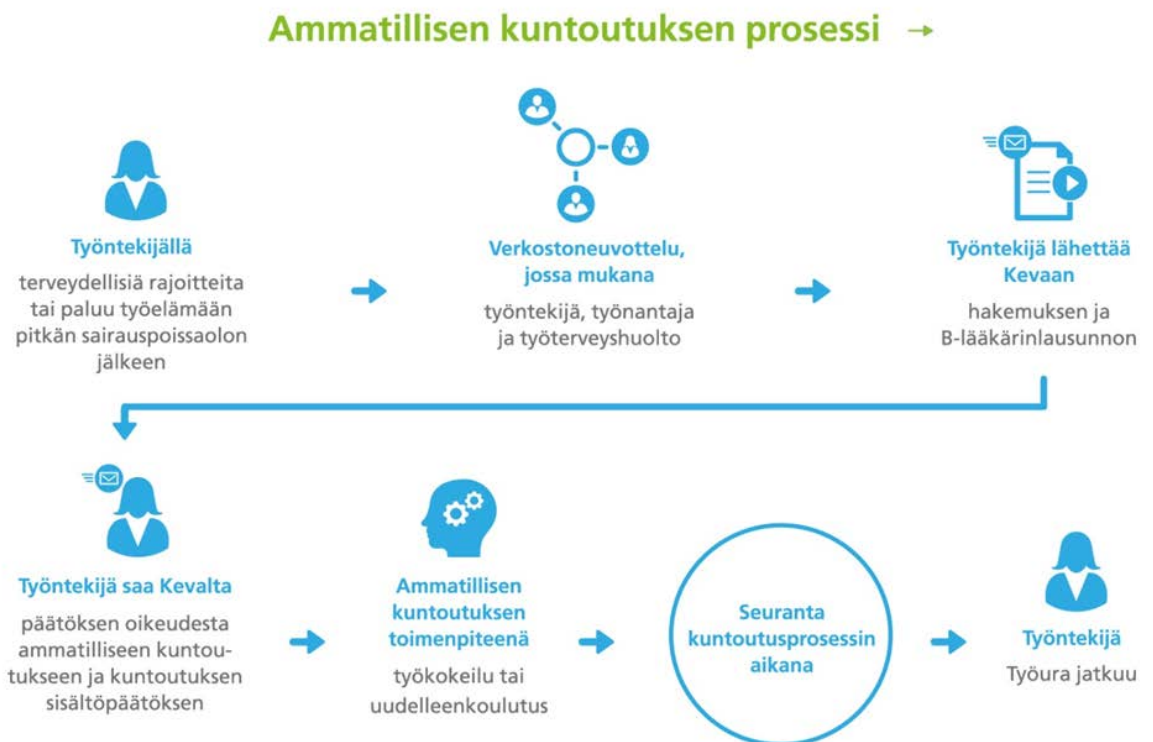 Ammatillisen kuntoutuksen prosessi →
Työntekijällä
terveydellisiä rajoitteita
tai paluu työelämään
pitkän sairauspoissaolon
jälkeen
Verkostoneuvottelu,
jossa mukana
työntekijä, työnantaja
ja työterveyshuolto
Työntekijä lähettää
Kevaan
hakemuksen ja
B-lääkärinlausunnon
Työntekijä saa Kevalta
päätöksen oikeudesta
ammatilliseen kuntou-
tukseen ja kuntoutuksen
sisältöpäätöksen
Ammatillisen
kuntoutuksen
toimenpiteenä
työkokeilu tai
uudelleenkoulutus
Seuranta
kuntoutusprosessin
aikana
Työntekijä
Työura jatkuu